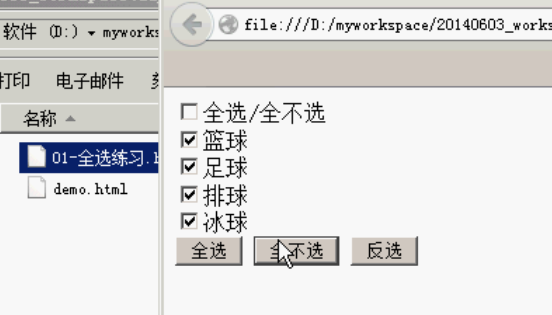 软件 (D:) myworks
file:///D:/myworkspace/20140603_works
打印 电子邮件
名称
01-全选练习.
demo.html
全选/全不选
篮球
足球
排球
冰球
全选 全不选 反选